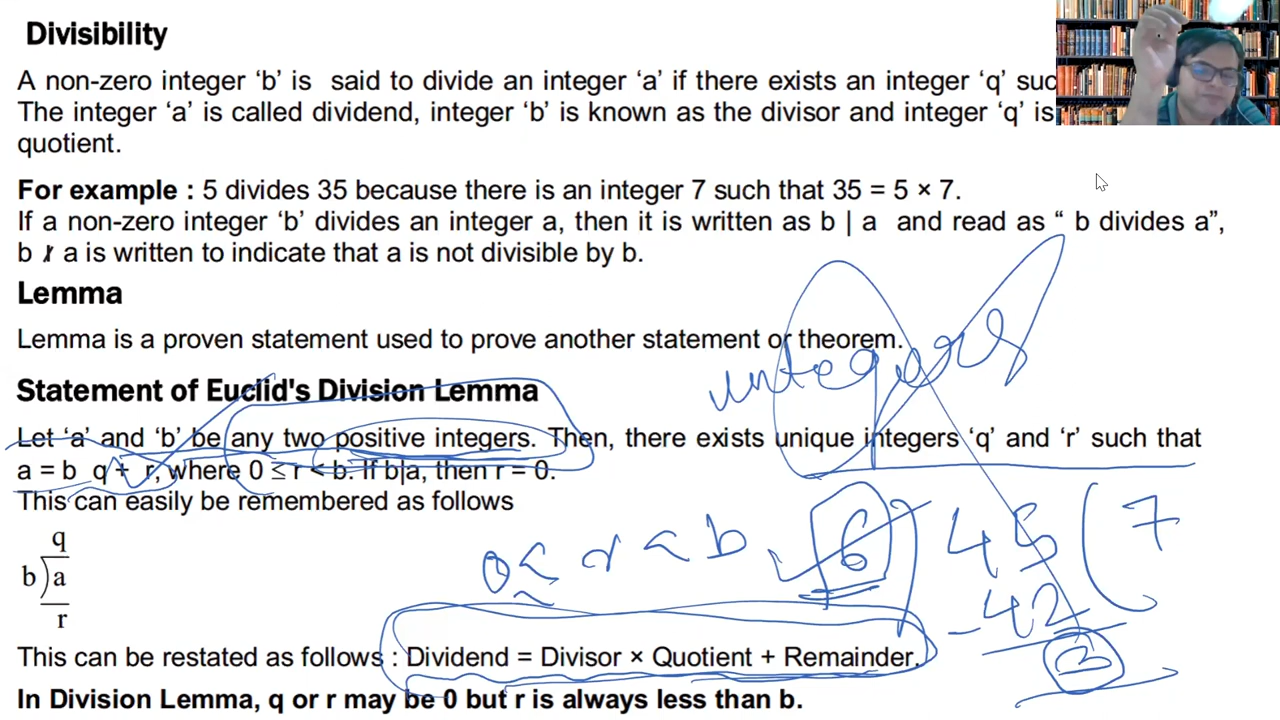 Divisibility
A non-zero integer ‘b’ is said to divide an integer ‘a’ if there exists an integer ‘q’
The integer ‘a’ is called dividend, integer ‘b’ is known as the divisor and integer ‘q’ is
quotient.
For example : 5 divides 35 because there is an integer 7 such that 35 = 5 × 7.
If a non-zero integer ‘b’ divides an integer a, then it is written as b | a and read as “ b divides a”,
b ∤ a is written to indicate that a is not divisible by b.
Lemma
Lemma is a proven statement used to prove another statement or theorem.
integers
Statement of Euclid's Division Lemma
Let ‘a’ and ‘b’ be any two positive integers. Then, there exists unique integers ‘q’ and ‘r’ such that
a = b q + r, where 0 ≤ r < b. If b|a, then r = 0.
This can easily be remembered as follows
q
b)a
r
0 ≤ r < b
6) 45 (7
-42
3
This can be restated as follows : Dividend = Divisor × Quotient + Remainder.
In Division Lemma, q or r may be 0 but r is always less than b.